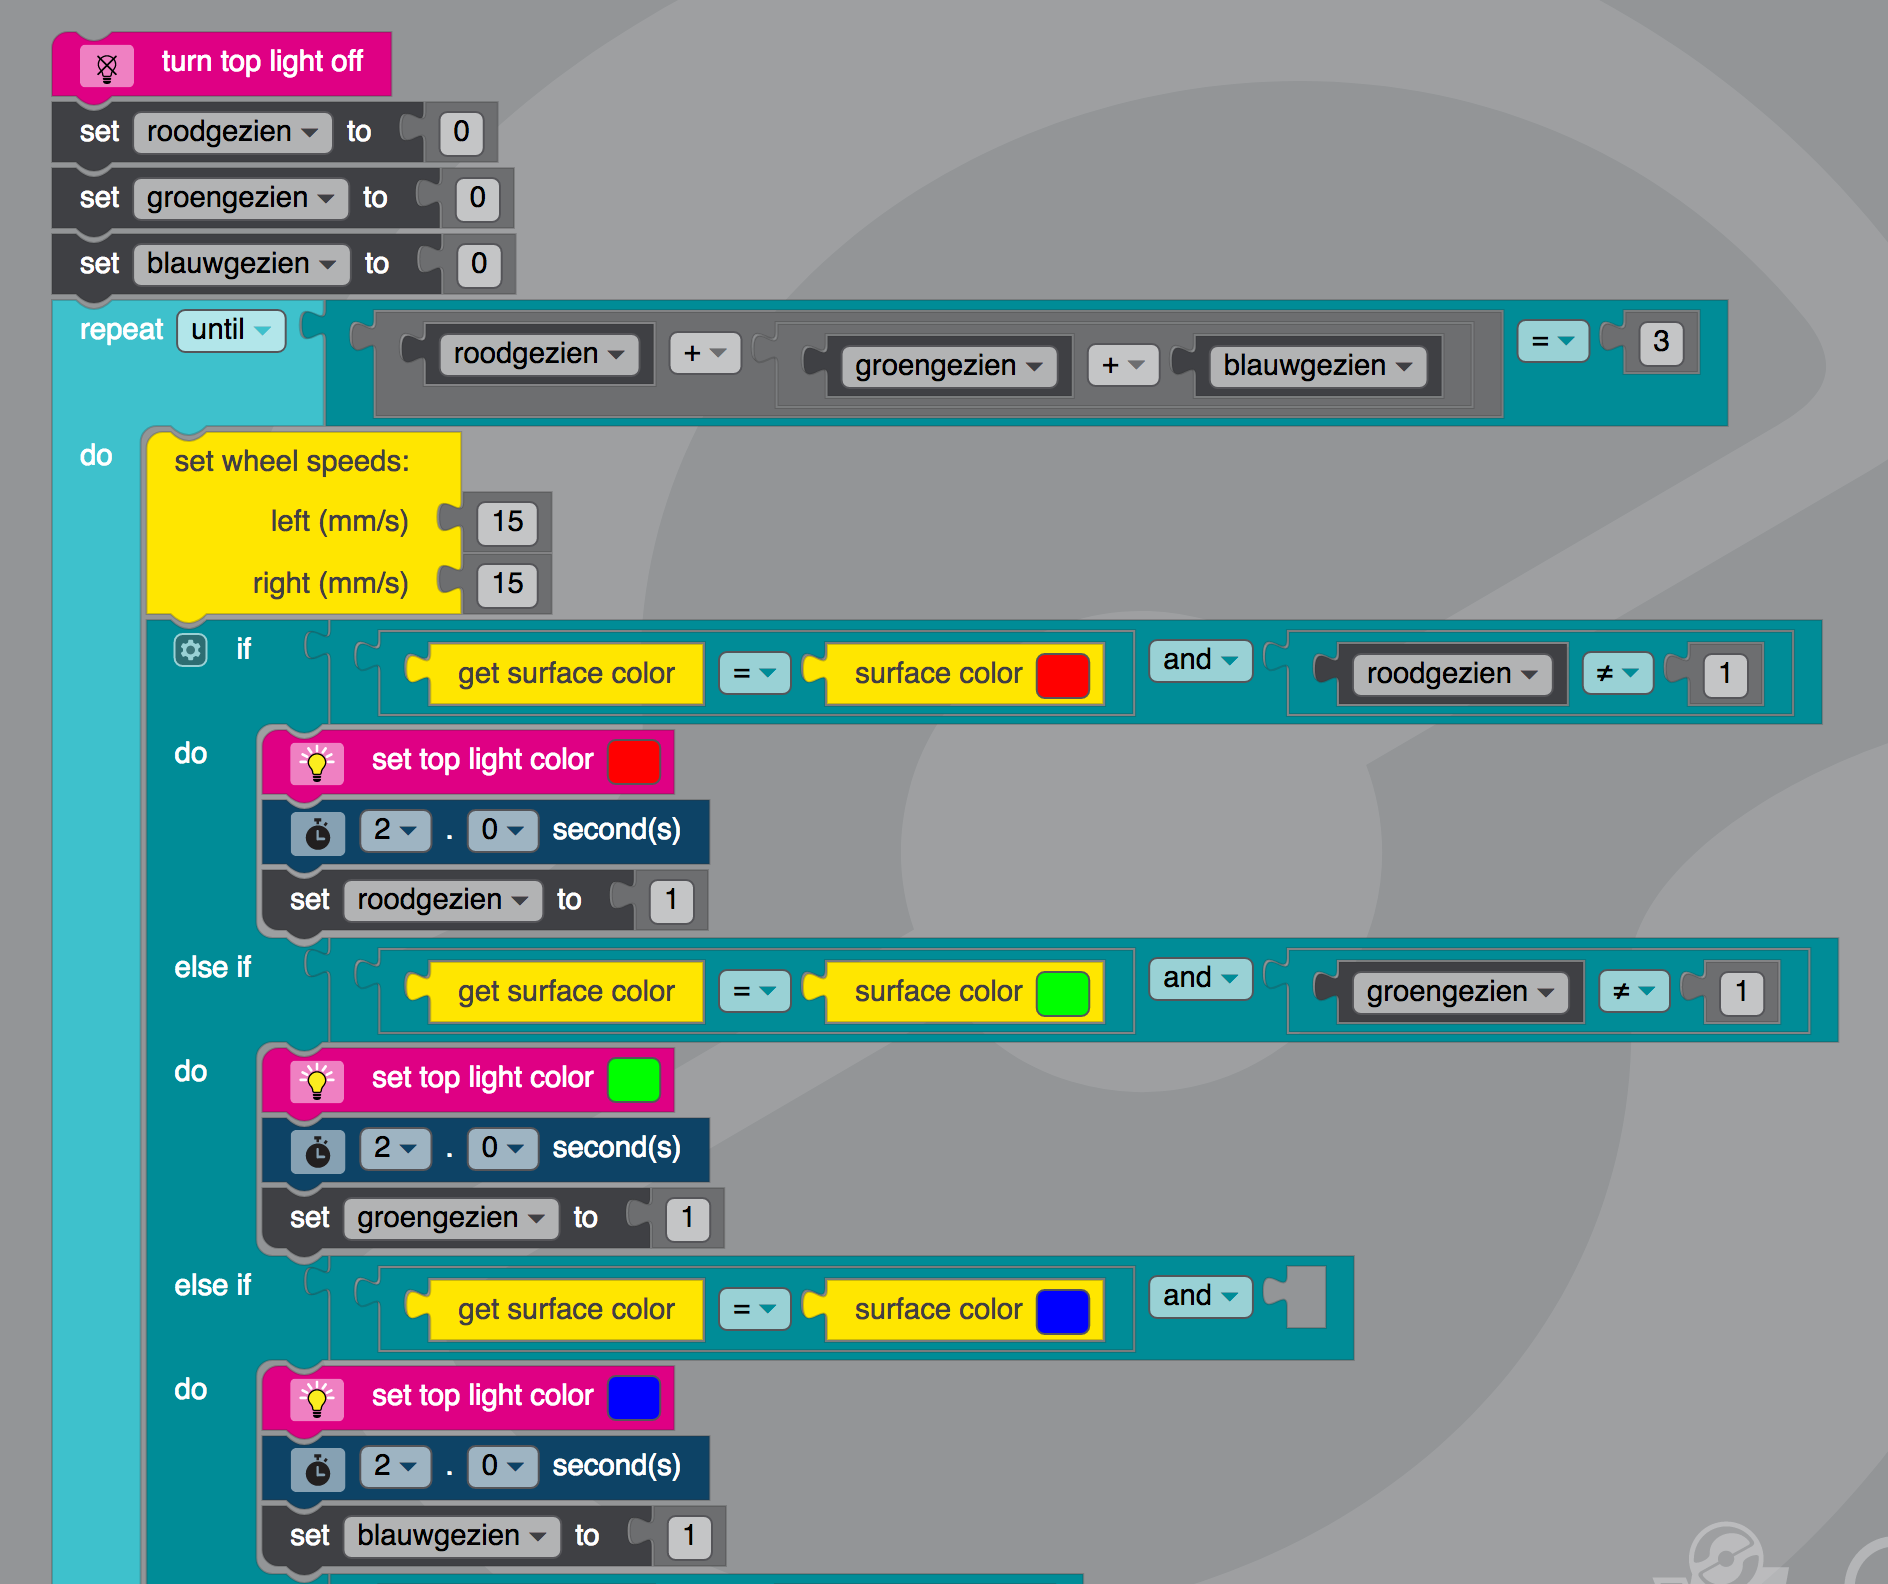 turn top light off
set roodgezien to 0
set groengezien to 0
set blauwgezien to 0
repeat until roodgezien + groengezien + blauwgezien = 3
do
set wheel speeds:
left (mm/s) 15
right (mm/s) 15
if get surface color = surface color and roodgezien ≠ 1
do set top light color
2 . 0 second(s)
set roodgezien to 1
else if get surface color = surface color and groengezien ≠ 1
do set top light color
2 . 0 second(s)
set groengezien to 1
else if get surface color = surface color and
do set top light color
2 . 0 second(s)
set blauwgezien to 1